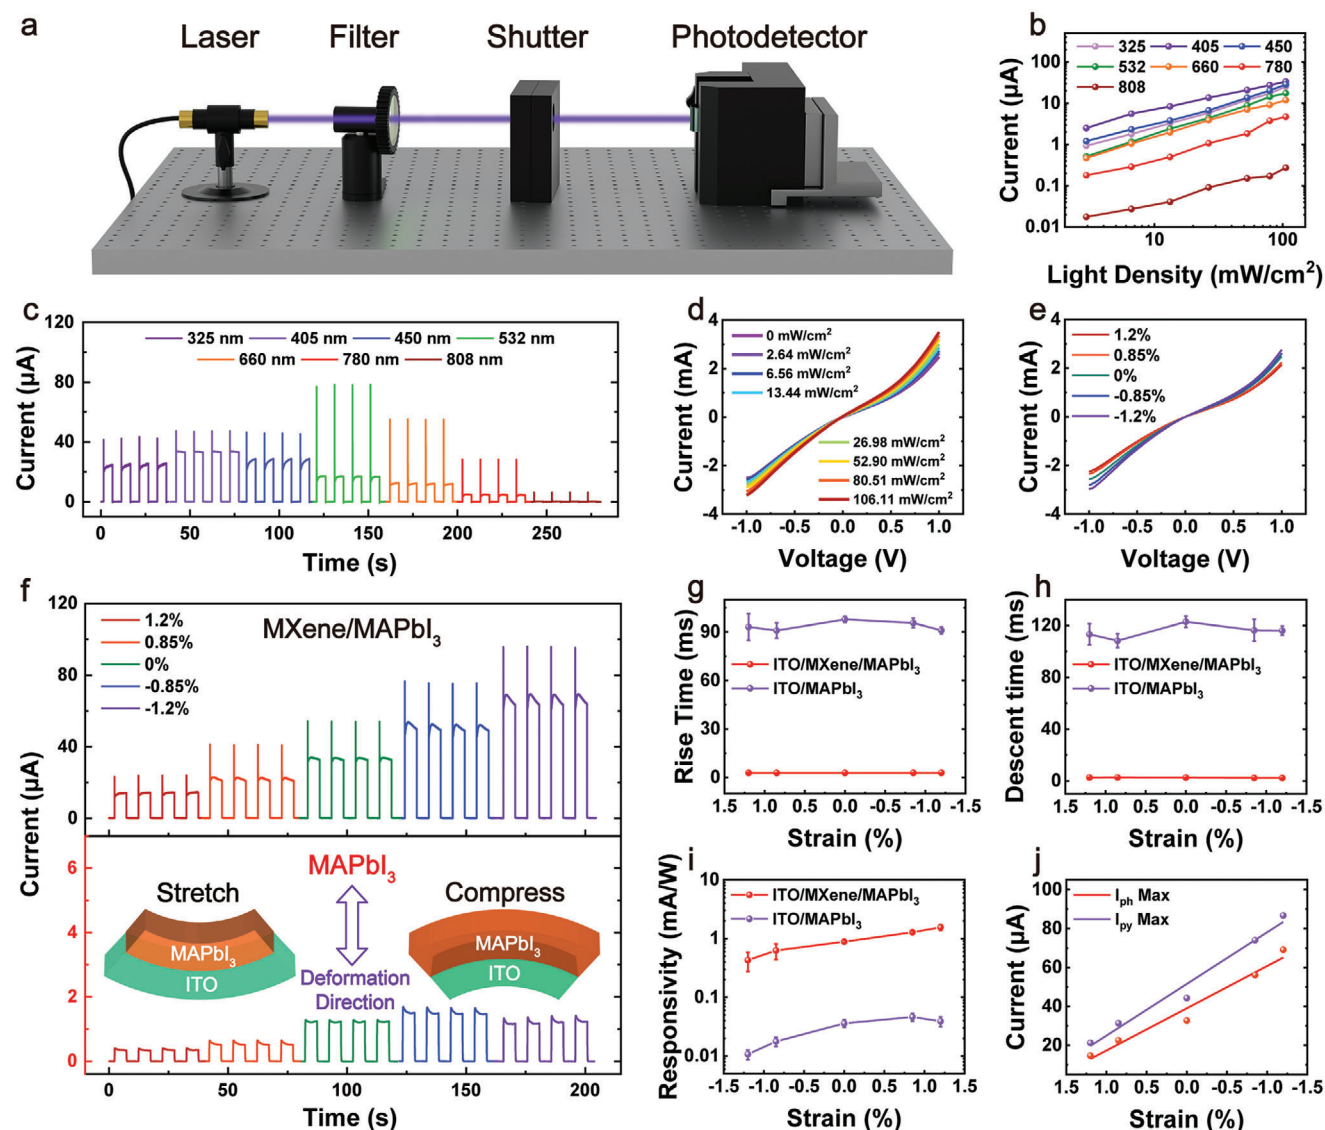 a
Laser
Filter
Shutter
Photodetector
b
325
405
450
532
660
780
808
Current (μA)
100
10
1
0.1
0.01
10
100
Light Density (mW/cm²)
c
325 nm
405 nm
450 nm
532 nm
660 nm
780 nm
808 nm
Current (μA)
120
80
40
0
0
50
100
150
200
250
Time (s)
d
0 mW/cm²
2.64 mW/cm²
6.56 mW/cm²
13.44 mW/cm²
26.98 mW/cm²
52.90 mW/cm²
80.51 mW/cm²
106.11 mW/cm²
Current (mA)
4
2
0
-2
-4
-1.0
-0.5
0.0
0.5
1.0
Voltage (V)
e
1.2%
0.85%
0%
-0.85%
-1.2%
Current (mA)
4
2
0
-2
-4
-1.0
-0.5
0.0
0.5
1.0
Voltage (V)
f
1.2%
0.85%
0%
-0.85%
-1.2%
MXene/MAPbI₃
120
80
40
0
Current (μA)
6
4
2
0
MAPbI₃
Stretch
MAPbI₃
ITO
Deformation
Direction
Compress
MAPbI₃
ITO
0
50
100
150
200
Time (s)
g
ITO/MXene/MAPbI₃
ITO/MAPbI₃
Rise Time (ms)
90
60
30
0
1.5
1.0
0.5
0.0
-0.5
-1.0
-1.5
Strain (%)
h
ITO/MXene/MAPbI₃
ITO/MAPbI₃
Descent time (ms)
120
80
40
0
1.5
1.0
0.5
0.0
-0.5
-1.0
-1.5
Strain (%)
i
ITO/MXene/MAPbI₃
ITO/MAPbI₃
Responsivity (mA/W)
10
1
0.1
0.01
-1.5
-1.0
-0.5
0.0
0.5
1.0
1.5
Strain (%)
j
Iph Max
Ipy Max
Current (μA)
100
80
60
40
20
1.5
1.0
0.5
0.0
-0.5
-1.0
-1.5
Strain (%)